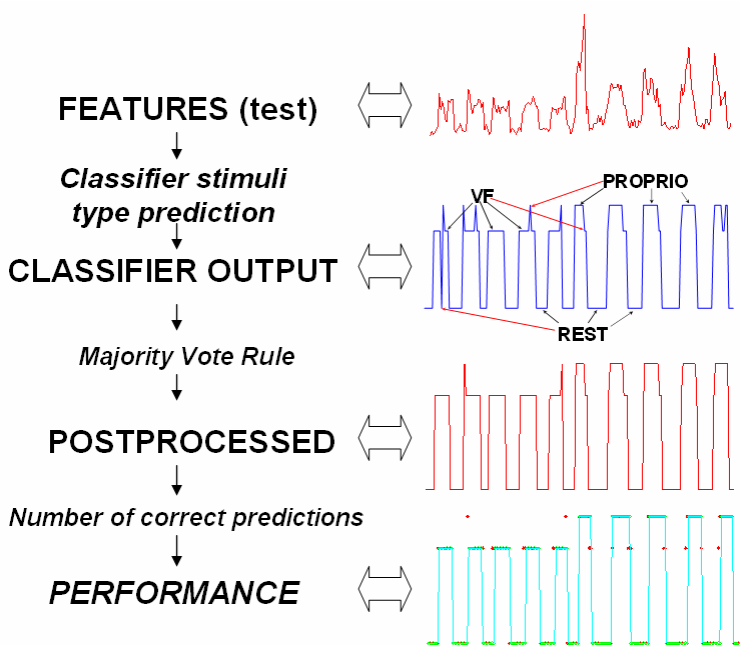 FEATURES (test)
Classifier stimuli
type prediction
CLASSIFIER OUTPUT
Majority Vote Rule
POSTPROCESSED
Number of correct predictions
PERFORMANCE
VF
PROPRIO
REST